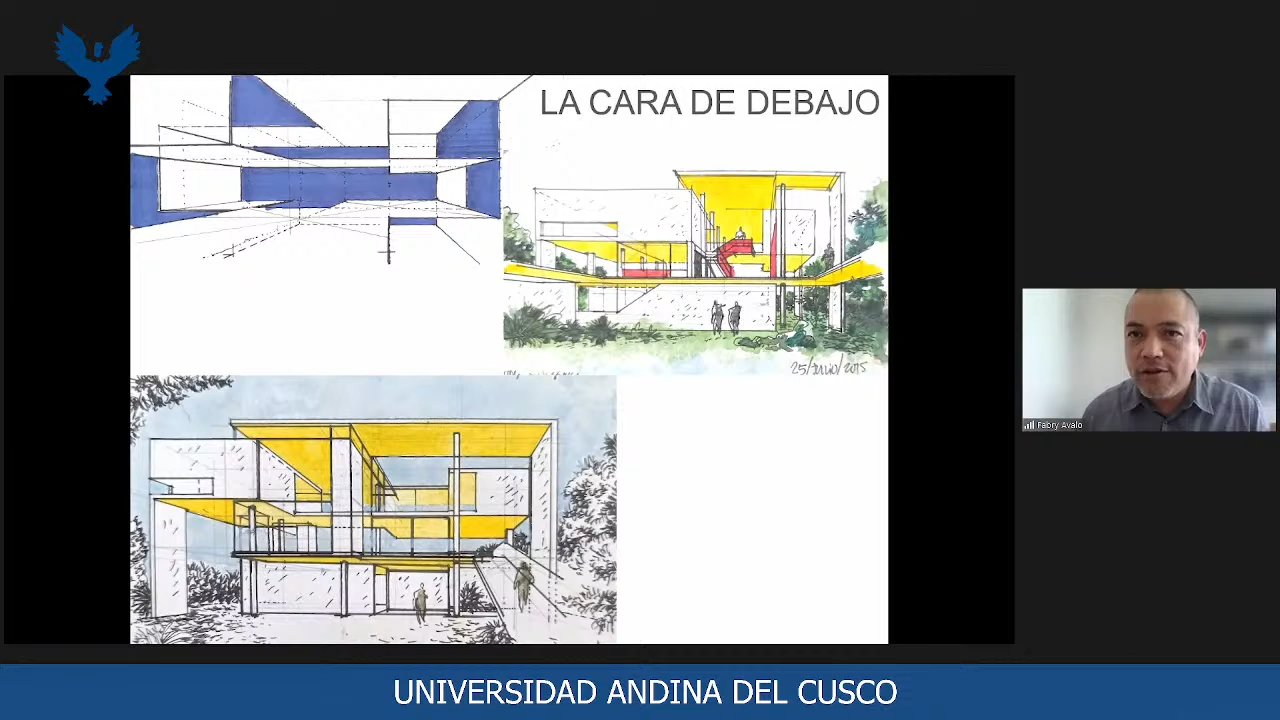 LA CARA DE DEBAJO
25/JULIO/2015
Fabry Avalo
UNIVERSIDAD ANDINA DEL CUSCO